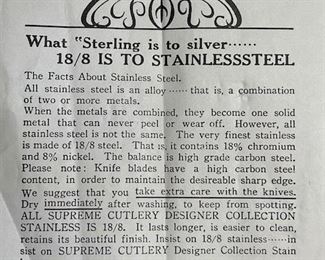 What "Sterling is to silver······
18/8 IS TO STAINLESSSTEEL
The Facts About Stainless Steel.
All stainless steel is an alloy ······ that is, a combination
of two or more metals.
When the metals are combined, they become one solid
metal that can never peel or wear off. However, all
stainless steel is not the same. The very finest stainless
is made of 18/8 steel. That is, it contains 18% chromium
and 8% nickel. The balance is high grade carbon steel.
Please note: Knife blades have a high carbon steel
content, in order to maintain the desireable sharp edge.
We suggest that you take extra care with the knives.
Dry immediately after washing, to keep from spotting.
ALL SUPREME CUTLERY DESIGNER COLLECTION
STAINLESS IS 18/8. It lasts longer, is easier to clean,
retains its beautiful finish. Insist on 18/8 stainless······in
sist on SUPREME CUTLERY Designer Collection Stain